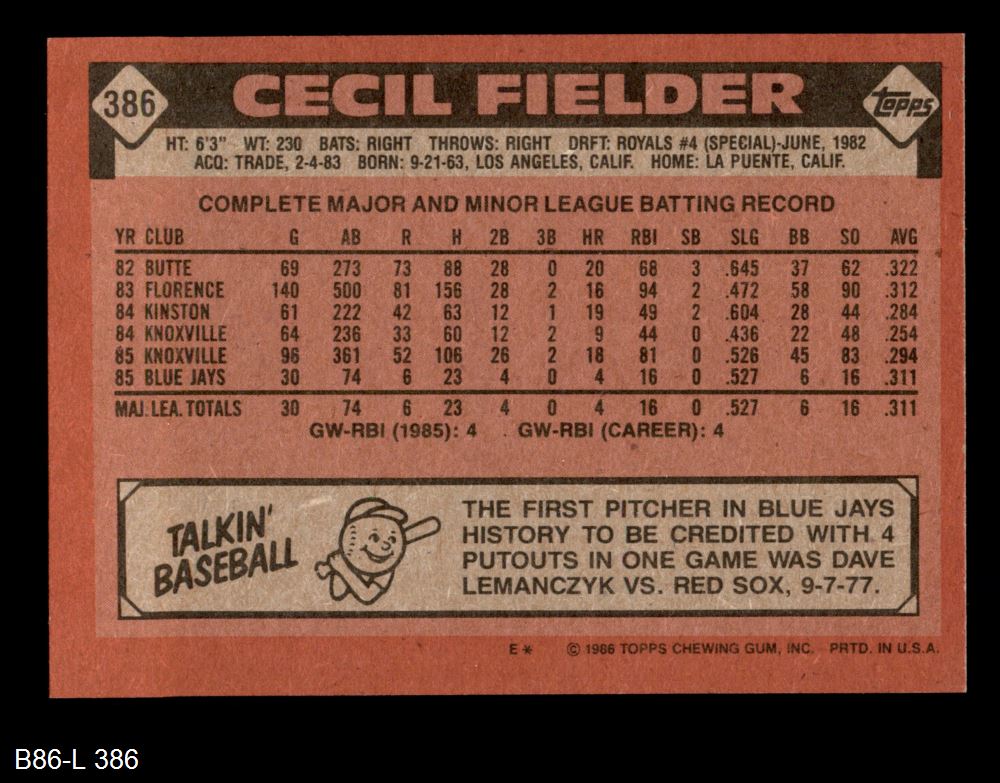 386
CECIL FIELDER
topps
HT: 6'3" WT: 230 BATS: RIGHT THROWS: RIGHT DRFT: ROYALS #4 (SPECIAL)-JUNE, 1982
ACQ: TRADE, 2-4-83 BORN: 9-21-63, LOS ANGELES, CALIF. HOME: LA PUENTE, CALIF.
COMPLETE MAJOR AND MINOR LEAGUE BATTING RECORD
YR CLUB G AB R H 2B 3B HR RBI SB SLG BB SO AVG
82 BUTTE 69 273 73 88 28 0 20 68 3 .645 37 62 .322
83 FLORENCE 140 500 81 156 28 2 16 94 2 .472 58 90 .312
84 KINSTON 61 222 42 63 12 1 19 49 2 .604 28 44 .284
84 KNOXVILLE 64 236 33 60 12 2 9 44 0 .436 22 48 .254
85 KNOXVILLE 96 361 52 106 26 2 18 81 0 .526 45 83 .294
85 BLUE JAYS 30 74 6 23 4 0 4 16 0 .527 6 16 .311
MAJ. LEA. TOTALS 30 74 6 23 4 0 4 16 0 .527 6 16 .311
GW-RBI (1985): 4 GW-RBI (CAREER): 4
TALKIN'
BASEBALL
THE FIRST PITCHER IN BLUE JAYS
HISTORY TO BE CREDITED WITH 4
PUTOUTS IN ONE GAME WAS DAVE
LEMANCZYK VS. RED SOX, 9-7-77.
E* © 1986 TOPPS CHEWING GUM, INC. PRTD. IN U.S.A.
B86-L 386